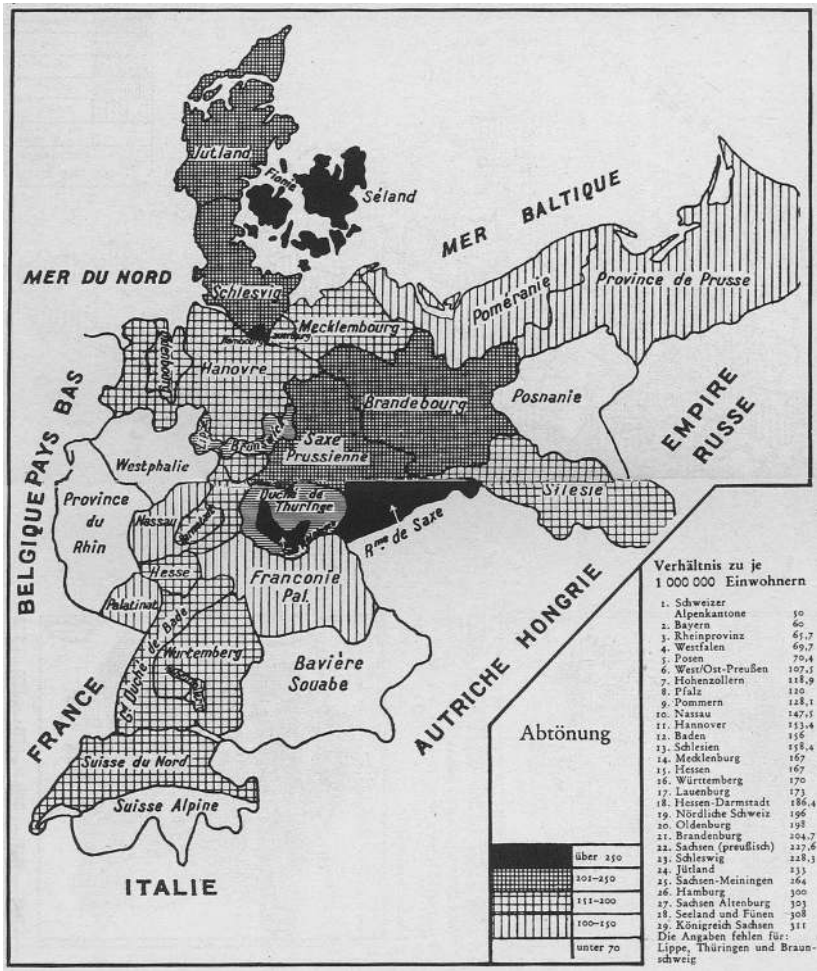 Jutland
Fionie
Séland
MER BALTIQUE
MER DU NORD
Schlesvig
Mecklembourg
Poméranie
Province de Prusse
Hanovre
Brandebourg
Posnanie
EMPIRE
RUSSE
BELGIQUE PAYS BAS
Brunswic
Saxe
Prussienne
Westphalie
Province
du
Rhin
Nassau
Duché de
Thuringe
Rme de Saxe
Silesie
Hesse
Franconie
Pal.
Palatinat
Gd Duché de Bade
Wurtemberg
Bavière
Souabe
FRANCE
AUTRICHE HONGRIE
Suisse du Nord
Suisse Alpine
ITALIE
Verhältnis zu je
1 000 000 Einwohnern
1. Schweizer
Alpenkantone 50
2. Bayern 60
3. Rheinprovinz 65,7
4. Westfalen 69,7
5. Posen 70,4
6. West/Ost-Preußen 107,5
7. Hohenzollern 118,9
8. Pfalz 120
9. Pommern 128,1
10. Nassau 147,5
11. Hannover 153,4
12. Baden 156
13. Schlesien 158,4
14. Mecklenburg 167
15. Hessen 167
16. Württemberg 170
17. Lauenburg 173
18. Hessen-Darmstadt 186,4
19. Nördliche Schweiz 196
20. Oldenburg 198
21. Brandenburg 204,7
22. Sachsen (preußisch) 227,6
23. Schleswig 228,3
24. Jütland 233
25. Sachsen-Meiningen 264
26. Hamburg 300
27. Sachsen Altenburg 303
28. Seeland und Fünen 308
29. Königreich Sachsen 311
Die Angaben fehlen für:
Lippe, Thüringen und Braun-
schweig
Abtönung
über 250
201–250
151–200
100–150
unter 70